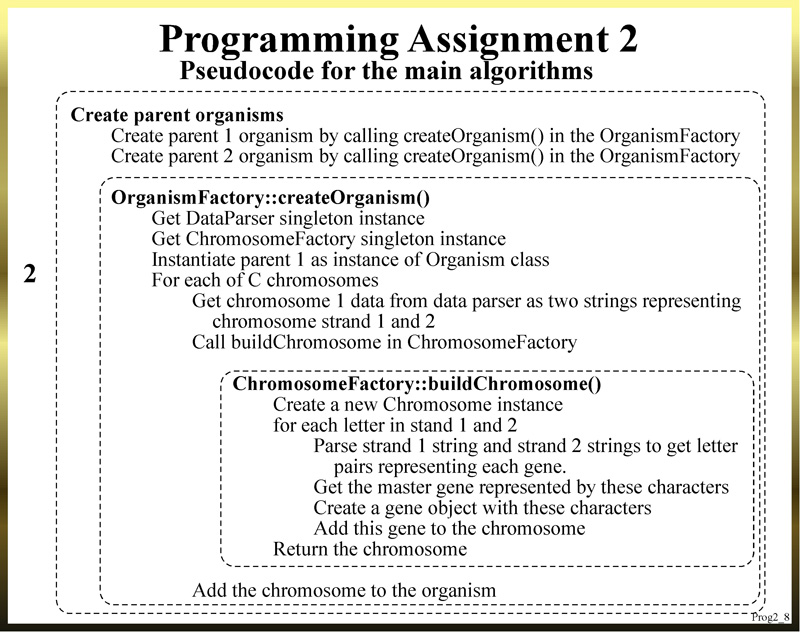 Programming Assignment 2
Pseudocode for the main algorithms
Create parent organisms
Create parent 1 organism by calling createOrganism() in the OrganismFactory
Create parent 2 organism by calling createOrganism() in the OrganismFactory
OrganismFactory::createOrganism()
Get DataParser singleton instance
Get ChromosomeFactory singleton instance
Instantiate parent 1 as instance of Organism class
For each of C chromosomes
Get chromosome 1 data from data parser as two strings representing
chromosome strand 1 and 2
Call buildChromosome in ChromosomeFactory
ChromosomeFactory::buildChromosome()
Create a new Chromosome instance
for each letter in stand 1 and 2
Parse strand 1 string and strand 2 strings to get letter
pairs representing each gene.
Get the master gene represented by these characters
Create a gene object with these characters
Add this gene to the chromosome
Return the chromosome
Add the chromosome to the organism
2
Prog2_8